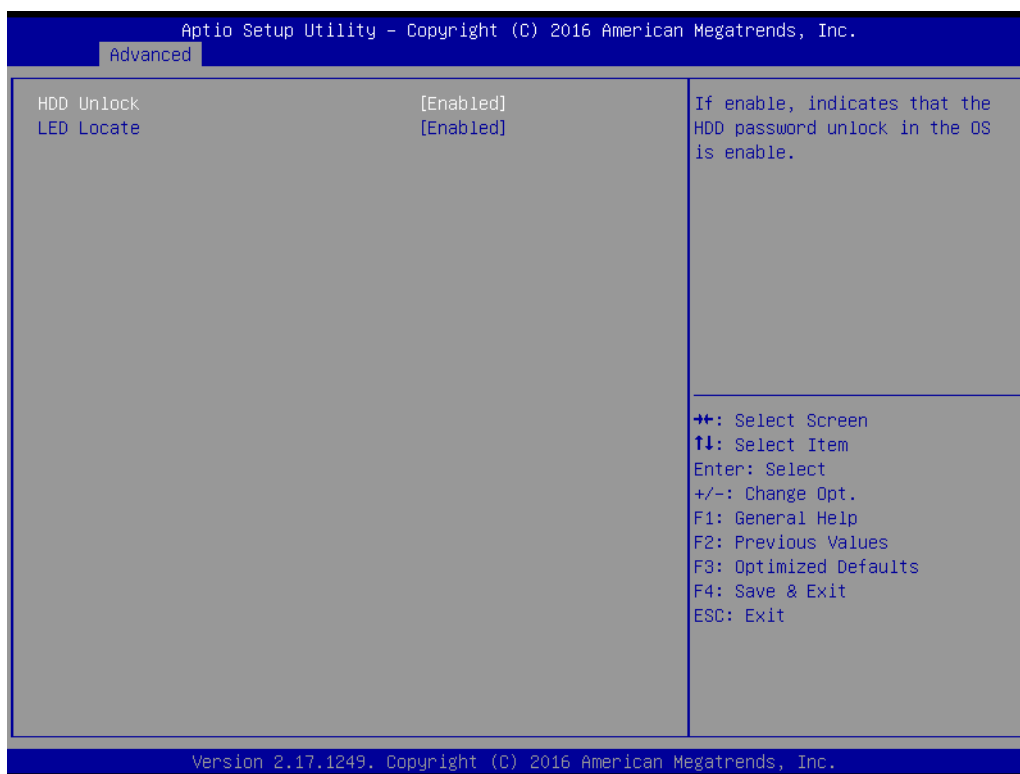 Aptio Setup Utility – Copyright (C) 2016 American Megatrends, Inc.
Advanced
HDD Unlock [Enabled]
LED Locate [Enabled]
If enable, indicates that the
HDD password unlock in the OS
is enable.
→←: Select Screen
↑↓: Select Item
Enter: Select
+/-: Change Opt.
F1: General Help
F2: Previous Values
F3: Optimized Defaults
F4: Save & Exit
ESC: Exit
Version 2.17.1249. Copyright (C) 2016 American Megatrends, Inc.